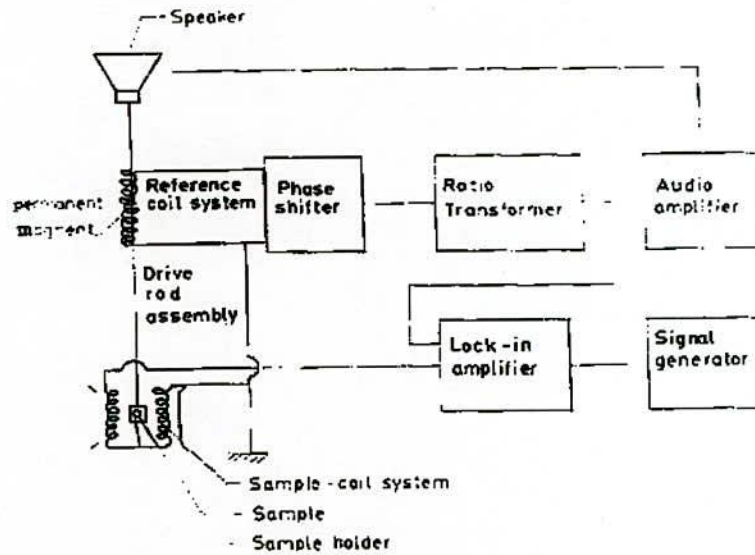 Speaker
Reference
coil system
Phase
shifter
Ratio
Transformer
Audio
amplifier
permanent
magnent
Drive
rod
assembly
Lock-in
amplifier
Signal
generator
Sample-coil system
Sample
Sample holder